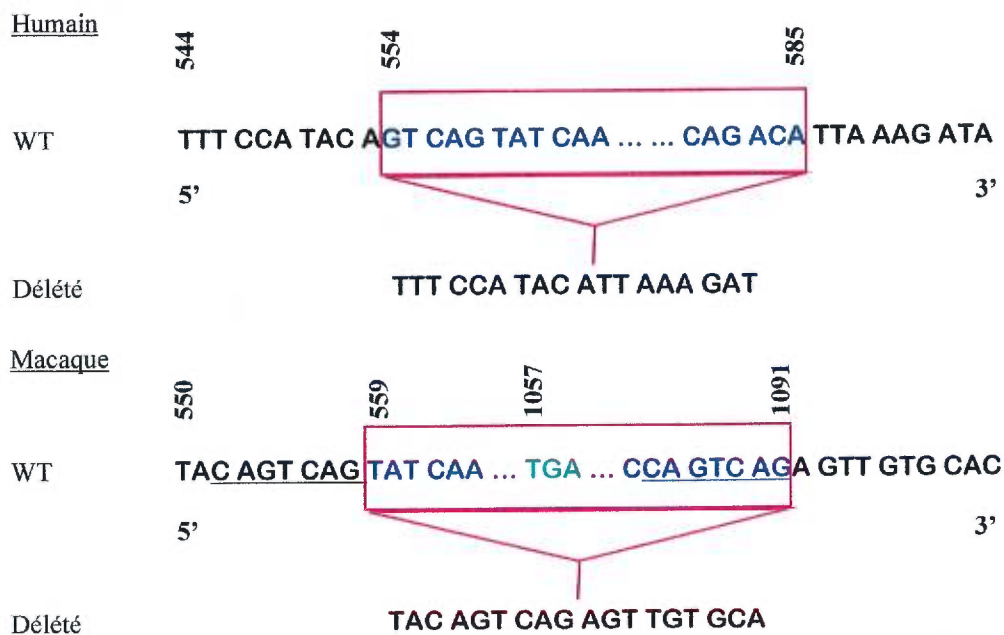 Humain
544 554 585
WT TTT CCA TAC AGT CAG TAT CAA ... ... CAG ACA TTA AAG ATA
5' 3'
Délété TTT CCA TAC ATT AAA GAT
Macaque
550 559 1057 1091
WT TAC AGT CAG TAT CAA ... TGA ... CCA GTC AGA GTT GTG CAC
5' 3'
Délété TAC AGT CAG AGT TGT GCA